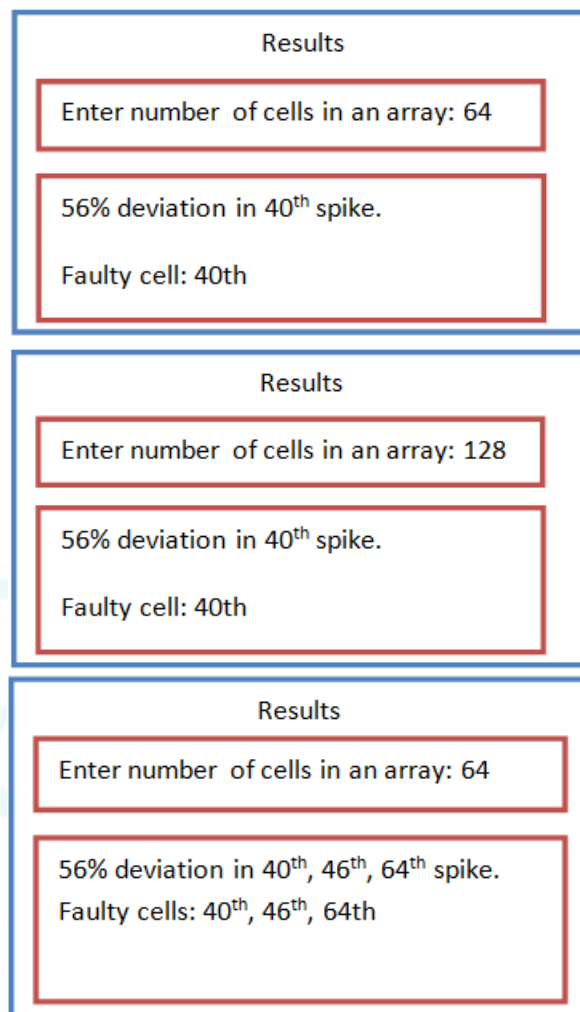 Results
Enter number of cells in an array: 64
56% deviation in 40th spike.
Faulty cell: 40th
Results
Enter number of cells in an array: 128
56% deviation in 40th spike.
Faulty cell: 40th
Results
Enter number of cells in an array: 64
56% deviation in 40th, 46th, 64th spike.
Faulty cells: 40th, 46th, 64th